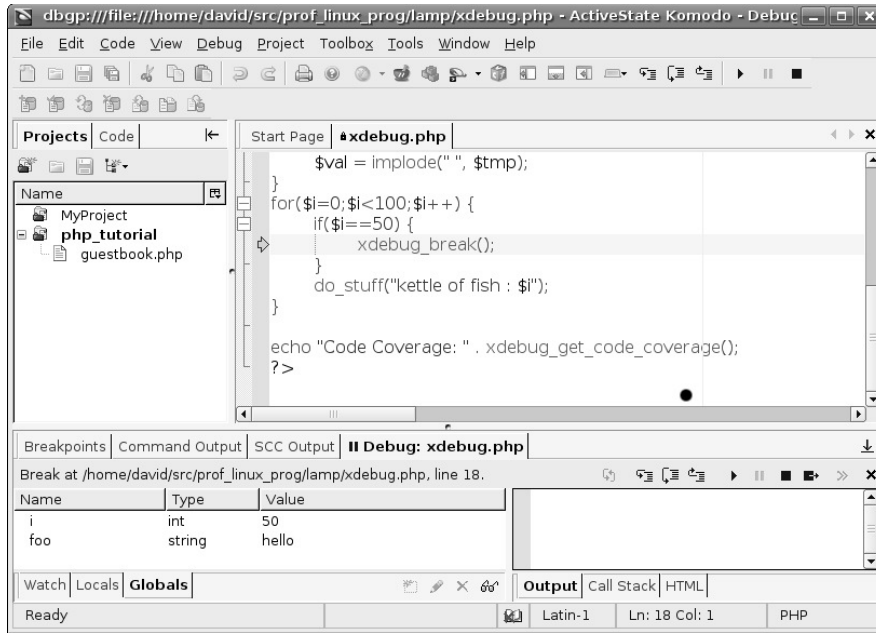 dbgp:///file:///home/david/src/prof_linux_prog/lamp/xdebug.php - ActiveState Komodo - Debug
File Edit Code View Debug Project Toolbox Tools Window Help
Projects Code
Start Page xdebug.php
Name
MyProject
php_tutorial
guestbook.php
$val = implode(" ", $tmp);
}
for($i=0;$i<100;$i++) {
if($i==50) {
xdebug_break();
}
do_stuff("kettle of fish : $i");
}
echo "Code Coverage: " . xdebug_get_code_coverage();
?>
Breakpoints Command Output SCC Output Debug: xdebug.php
Break at /home/david/src/prof_linux_prog/lamp/xdebug.php, line 18.
Name Type Value
i int 50
foo string hello
Watch Locals Globals
Output Call Stack HTML
Ready Latin-1 Ln: 18 Col: 1 PHP